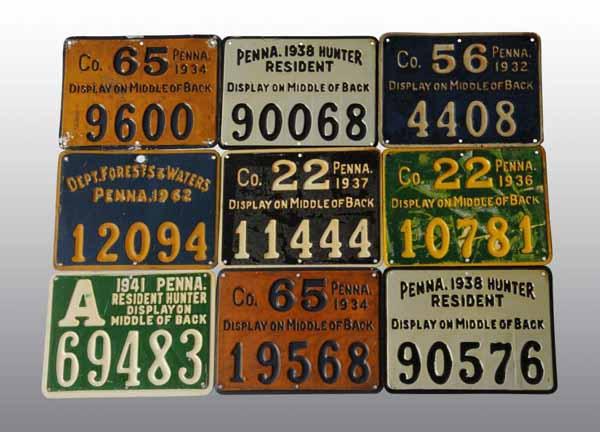 Co. 65 PENNA. 1934
DISPLAY ON MIDDLE OF BACK
9600
PENNA. 1938 HUNTER
RESIDENT
DISPLAY ON MIDDLE OF BACK
90068
Co. 56 PENNA. 1932
DISPLAY ON MIDDLE OF BACK
4408
DEPT. FORESTS & WATERS
PENNA. 1962
12094
Co. 22 PENNA. 1937
DISPLAY ON MIDDLE OF BACK
11444
Co. 22 PENNA. 1936
DISPLAY ON MIDDLE OF BACK
10781
A 1941 PENNA.
RESIDENT HUNTER
DISPLAY ON
MIDDLE OF BACK
69483
Co. 65 PENNA. 1934
DISPLAY ON MIDDLE OF BACK
19568
PENNA. 1938 HUNTER
RESIDENT
DISPLAY ON MIDDLE OF BACK
90576